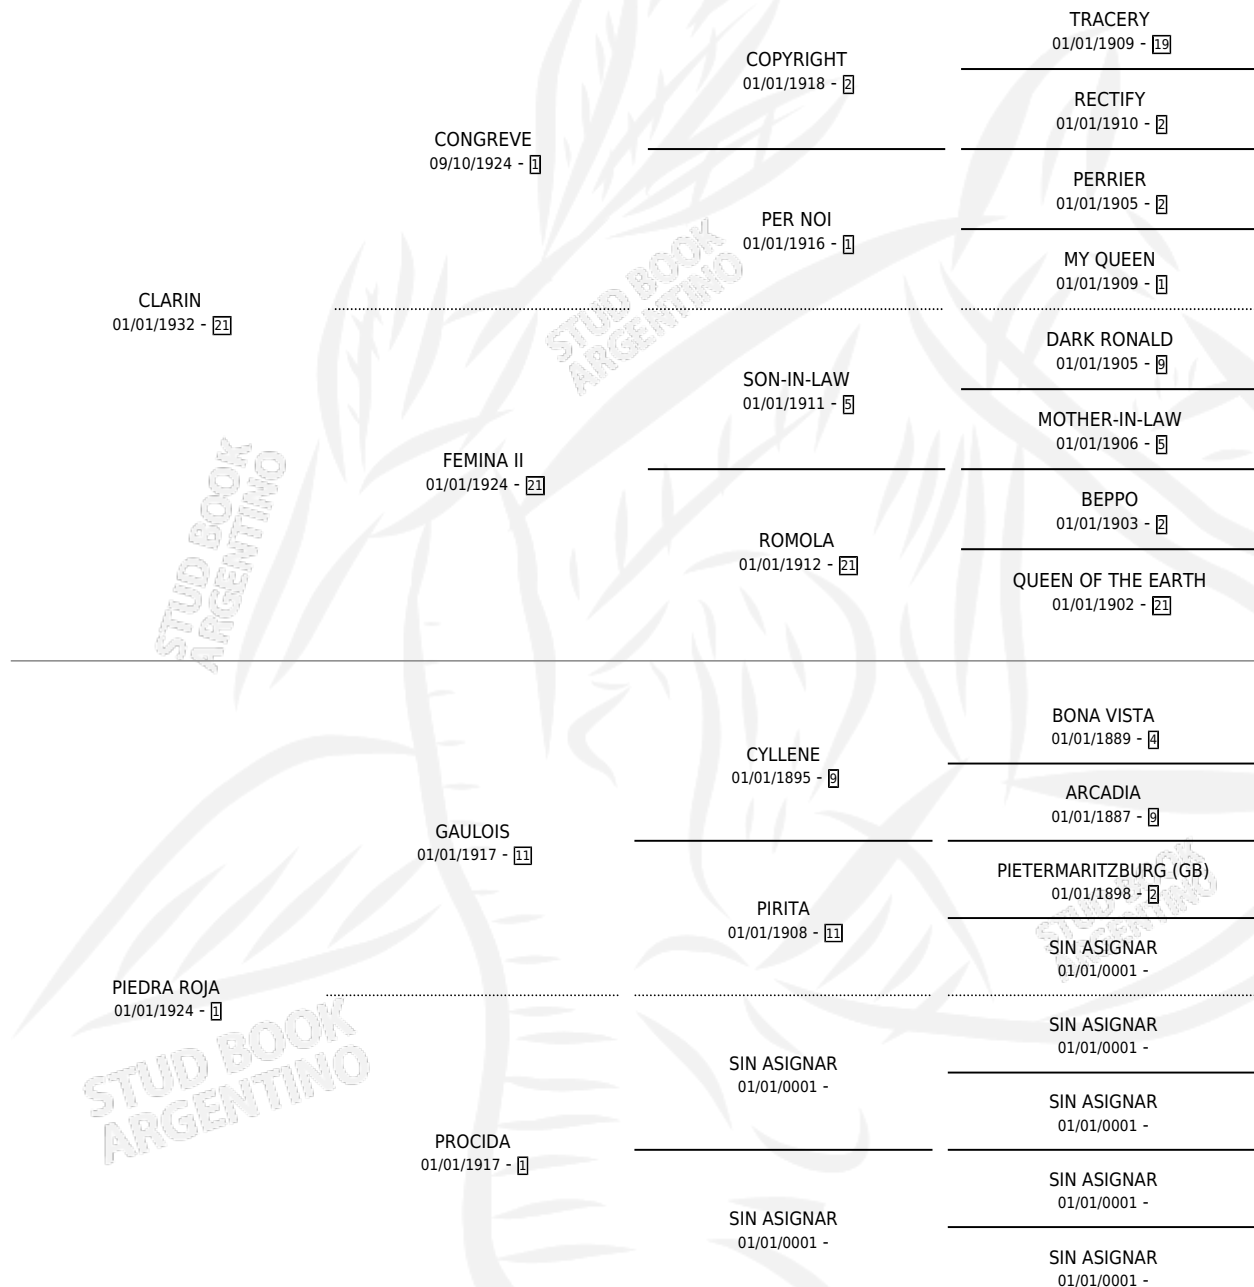 TRACERY
01/01/1909 - 19
COPYRIGHT
01/01/1918 - 2
RECTIFY
01/01/1910 - 2
CONGREVE
09/10/1924 - 1
PERRIER
01/01/1905 - 2
PER NOI
01/01/1916 - 1
MY QUEEN
01/01/1909 - 1
CLARIN
01/01/1932 - 21
STUD BOOK
ARGENTINO
DARK RONALD
01/01/1905 - 9
SON-IN-LAW
01/01/1911 - 5
MOTHER-IN-LAW
01/01/1906 - 5
FEMINA II
01/01/1924 - 21
BEPPO
01/01/1903 - 2
ROMOLA
01/01/1912 - 21
QUEEN OF THE EARTH
01/01/1902 - 21
STUD BOOK
ARGENTINO
BONA VISTA
01/01/1889 - 4
CYLLENE
01/01/1895 - 9
ARCADIA
01/01/1887 - 9
GAULOIS
01/01/1917 - 11
PIETERMARITZBURG (GB)
01/01/1898 - 2
PIRITA
01/01/1908 - 11
STUD BOOK
ARGENTINO
SIN ASIGNAR
01/01/0001 -
PIEDRA ROJA
01/01/1924 - 1
SIN ASIGNAR
01/01/0001 -
SIN ASIGNAR
01/01/0001 -
STUD BOOK
ARGENTINO
SIN ASIGNAR
01/01/0001 -
PROCIDA
01/01/1917 - 1
SIN ASIGNAR
01/01/0001 -
SIN ASIGNAR
01/01/0001 -
SIN ASIGNAR
01/01/0001 -